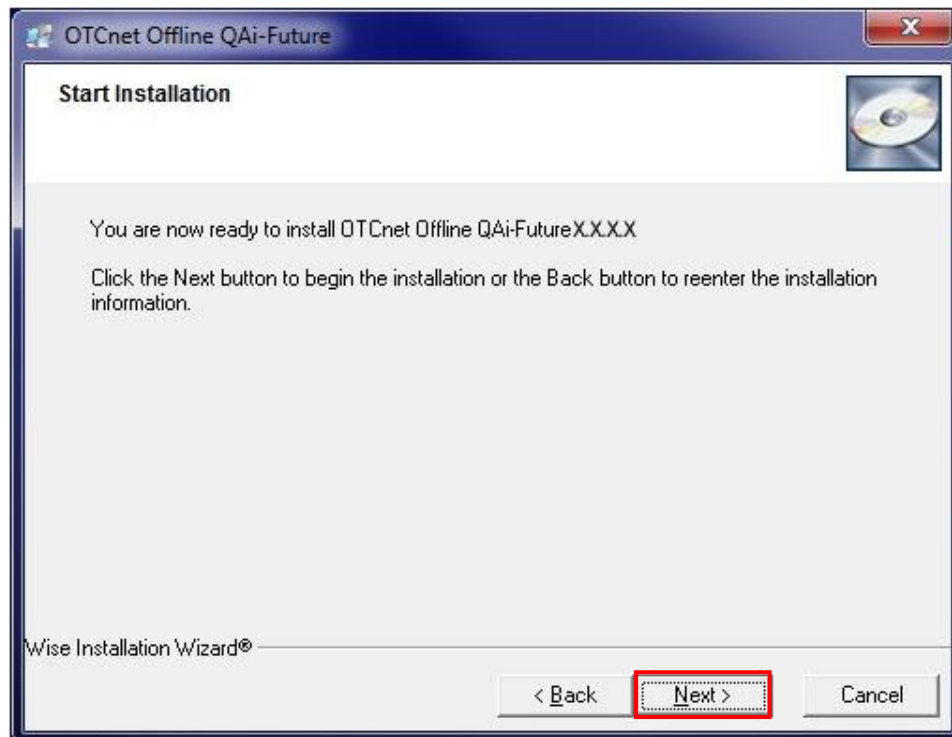 OTCnet Offline QAi-Future
X
Start Installation
You are now ready to install OTCnet Offline QAi-FutureX.X.X.X
Click the Next button to begin the installation or the Back button to reenter the installation
information.
Wise Installation Wizard®
< Back
Next >
Cancel